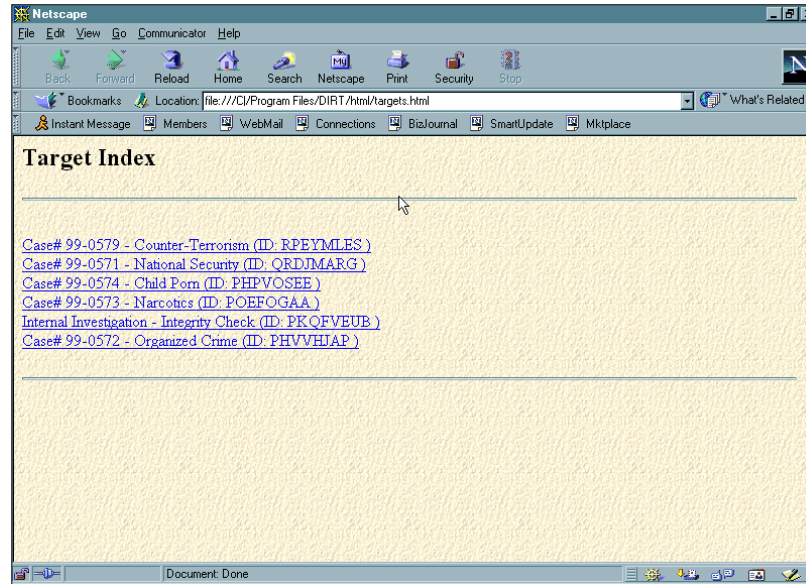 Netscape
File Edit View Go Communicator Help
Back Forward Reload Home Search Netscape Print Security Stop
Bookmarks Location: file:///C|/Program Files/DIRT/html/targets.html What's Related
Instant Message Members WebMail Connections BizJournal SmartUpdate Mktplace
Target Index
Case# 99-0579 - Counter-Terrorism (ID: RPEYMLES )
Case# 99-0571 - National Security (ID: QRDJMARG )
Case# 99-0574 - Child Porn (ID: PHPVOSEE )
Case# 99-0573 - Narcotics (ID: POEFOGAA )
Internal Investigation - Integrity Check (ID: PKQFVEUB )
Case# 99-0572 - Organized Crime (ID: PHVVHJAP )
Document: Done